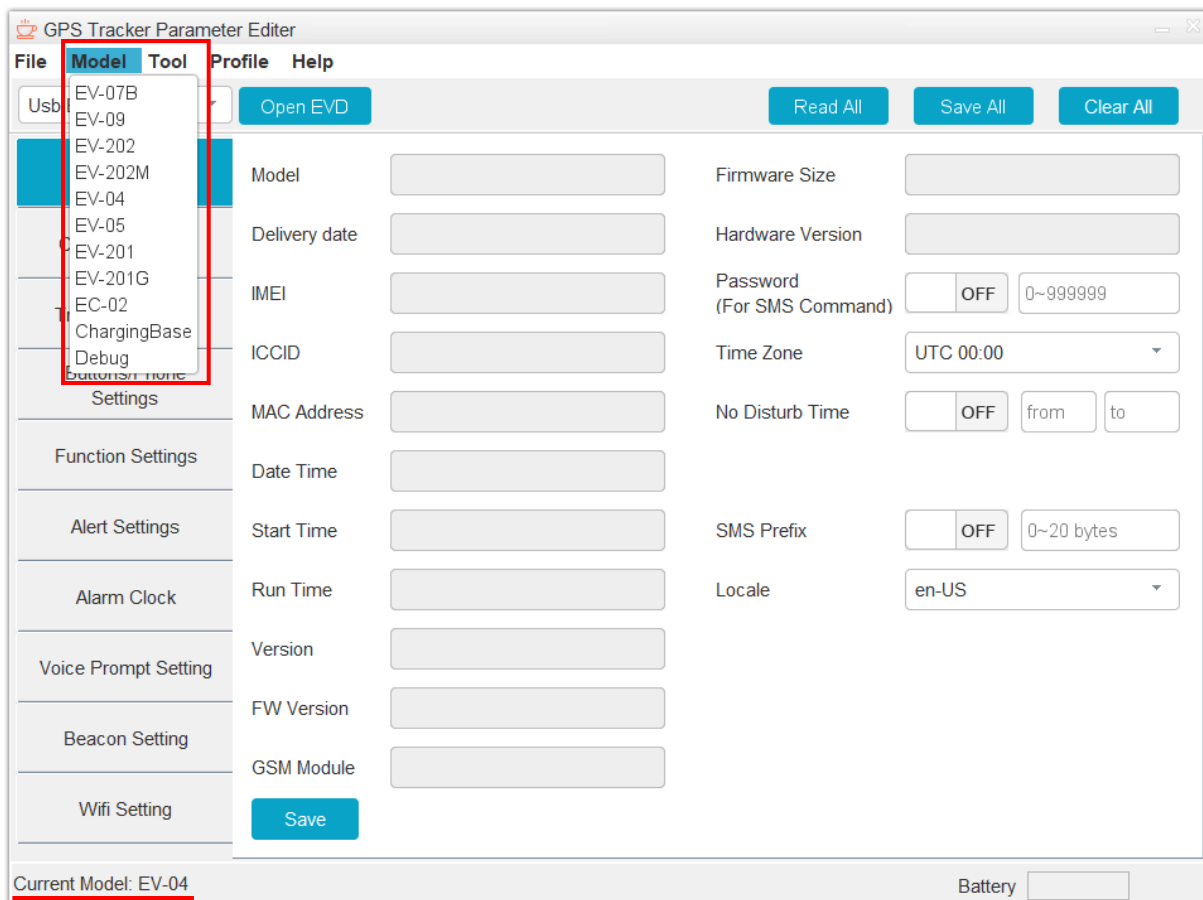 GPS Tracker Parameter Editor
File Model Tool Profile Help
EV-07B
EV-09
EV-202
EV-202M
EV-04
EV-05
EV-201
EV-201G
EC-02
ChargingBase
Debug
Usb
Open EVD
Read All
Save All
Clear All
Settings
Function Settings
Alert Settings
Alarm Clock
Voice Prompt Setting
Beacon Setting
Wifi Setting
Model
Delivery date
IMEI
ICCID
MAC Address
Date Time
Start Time
Run Time
Version
FW Version
GSM Module
Save
Firmware Size
Hardware Version
Password
(For SMS Command)
OFF 0~999999
Time Zone
UTC 00:00
No Disturb Time
OFF from to
SMS Prefix
OFF 0~20 bytes
Locale
en-US
Current Model: EV-04
Battery